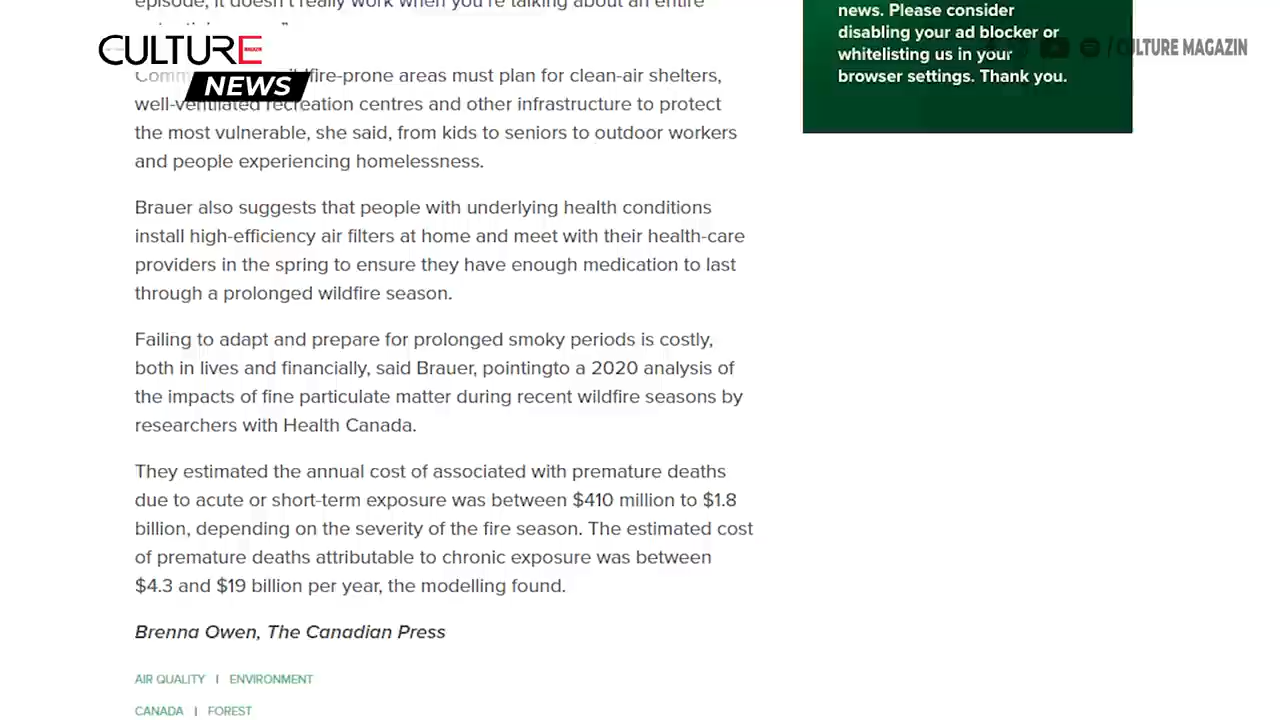 episode, it doesn't really work when you're talking about an entire
CULTURE
NEWS
fire-prone areas must plan for clean-air shelters,
well-ventilated recreation centres and other infrastructure to protect
the most vulnerable, she said, from kids to seniors to outdoor workers
and people experiencing homelessness.
Brauer also suggests that people with underlying health conditions
install high-efficiency air filters at home and meet with their health-care
providers in the spring to ensure they have enough medication to last
through a prolonged wildfire season.
Failing to adapt and prepare for prolonged smoky periods is costly,
both in lives and financially, said Brauer, pointingto a 2020 analysis of
the impacts of fine particulate matter during recent wildfire seasons by
researchers with Health Canada.
They estimated the annual cost of associated with premature deaths
due to acute or short-term exposure was between $410 million to $1.8
billion, depending on the severity of the fire season. The estimated cost
of premature deaths attributable to chronic exposure was between
$4.3 and $19 billion per year, the modelling found.
Brenna Owen, The Canadian Press
AIR QUALITY | ENVIRONMENT
CANADA | FOREST
news. Please consider
disabling your ad blocker or
whitelisting us in your
browser settings. Thank you.
/CULTURE MAGAZIN